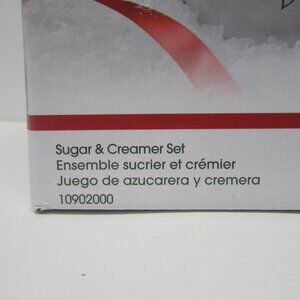 Sugar & Creamer Set
Ensemble sucrier et crémier
Juego de azucarera y cremera
10902000